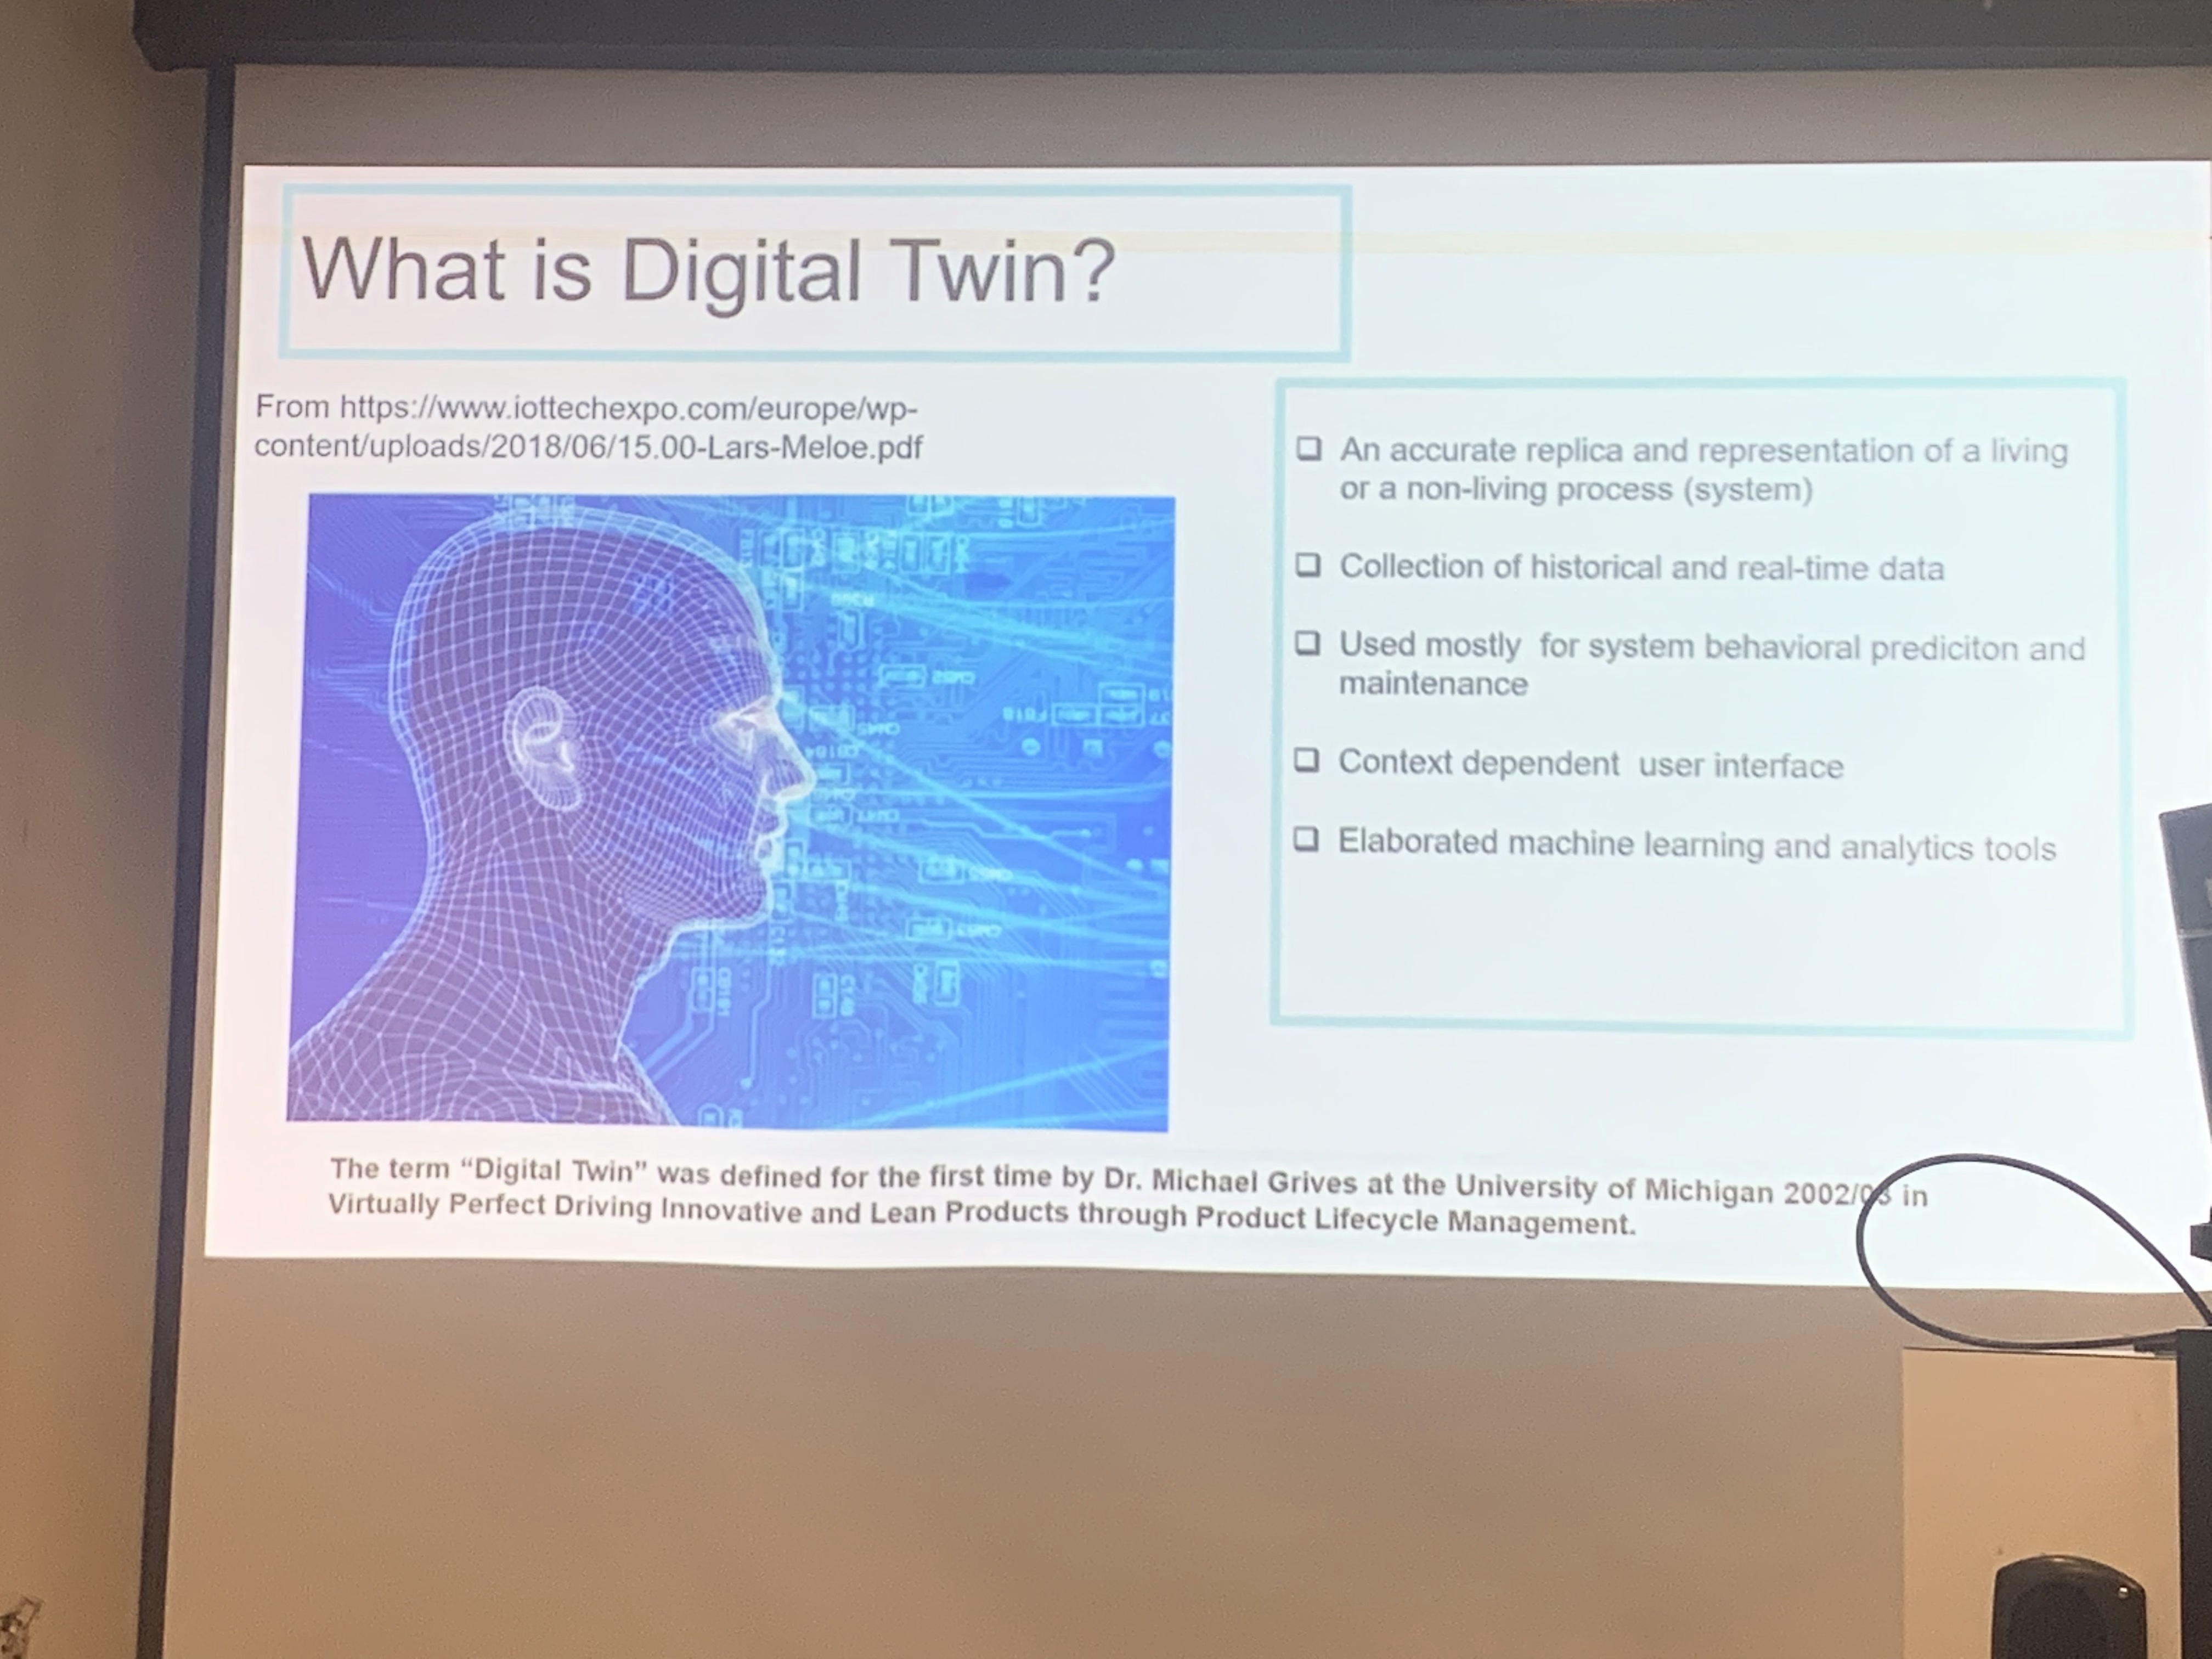 What is Digital Twin?
From https://www.iottechexpo.com/europe/wp-
content/uploads/2018/06/15.00-Lars-Meloe.pdf
An accurate replica and representation of a living
or a non-living process (system)
Collection of historical and real-time data
Used mostly for system behavioral prediciton and
maintenance
Context dependent user interface
Elaborated machine learning and analytics tools
The term “Digital Twin” was defined for the first time by Dr. Michael Grives at the University of Michigan 2002/03 in
Virtually Perfect Driving Innovative and Lean Products through Product Lifecycle Management.